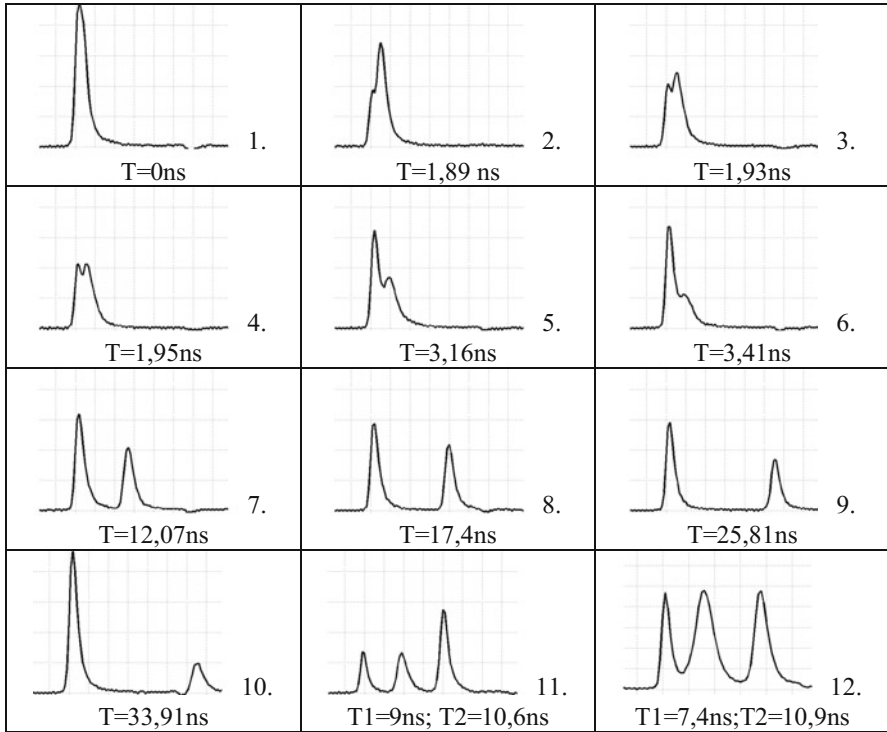 1.
T=0ns
2.
T=1,89 ns
3.
T=1,93ns
4.
T=1,95ns
5.
T=3,16ns
6.
T=3,41ns
7.
T=12,07ns
8.
T=17,4ns
9.
T=25,81ns
10.
T=33,91ns
11.
T1=9ns; T2=10,6ns
12.
T1=7,4ns;T2=10,9ns